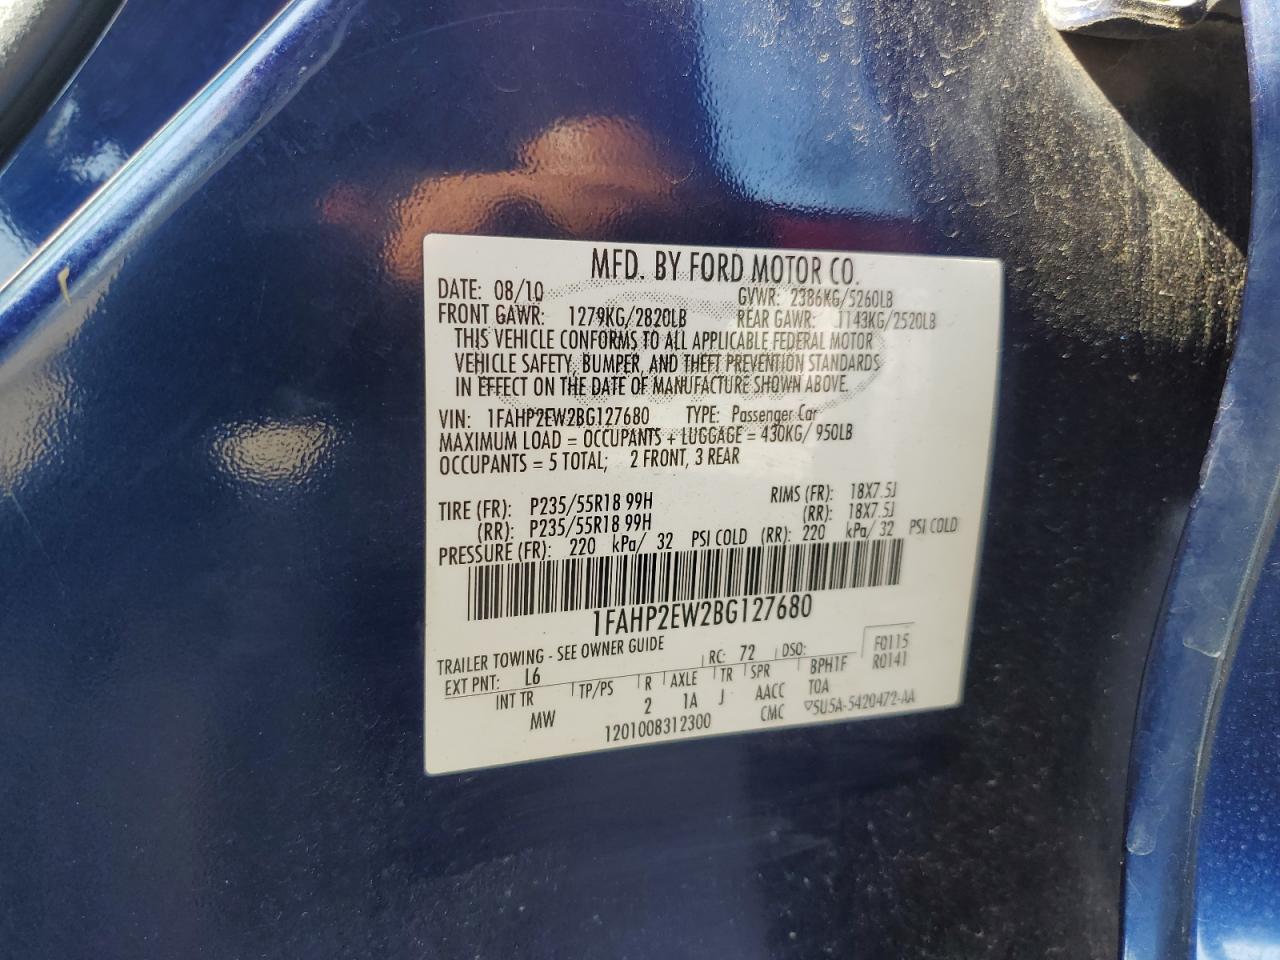 MFD. BY FORD MOTOR CO.
DATE: 08/10 GVWR: 2386KG/5260LB
FRONT GAWR: 1279KG/2820LB REAR GAWR: 1143KG/2520LB
THIS VEHICLE CONFORMS TO ALL APPLICABLE FEDERAL MOTOR
VEHICLE SAFETY, BUMPER, AND THEFT PREVENTION STANDARDS
IN EFFECT ON THE DATE OF MANUFACTURE SHOWN ABOVE.
VIN: 1FAHP2EW2BG127680 TYPE: Passenger Car
MAXIMUM LOAD = OCCUPANTS + LUGGAGE = 430KG/ 950LB
OCCUPANTS = 5 TOTAL; 2 FRONT, 3 REAR
TIRE (FR): P235/55R18 99H RIMS (FR): 18X7.5J
(RR): P235/55R18 99H (RR): 18X7.5J
PRESSURE (FR): 220 kPa/ 32 PSI COLD (RR): 220 kPa/ 32 PSI COLD
1FAHP2EW2BG127680
TRAILER TOWING - SEE OWNER GUIDE
F0115
EXT PNT: L6 RC: 72 DSO: R0141
INT TR TP/PS R AXLE TR SPR BPH1F
MW 2 1A J AACC TOA
1201008312300 CMC ▽5U5A-5420472-AA